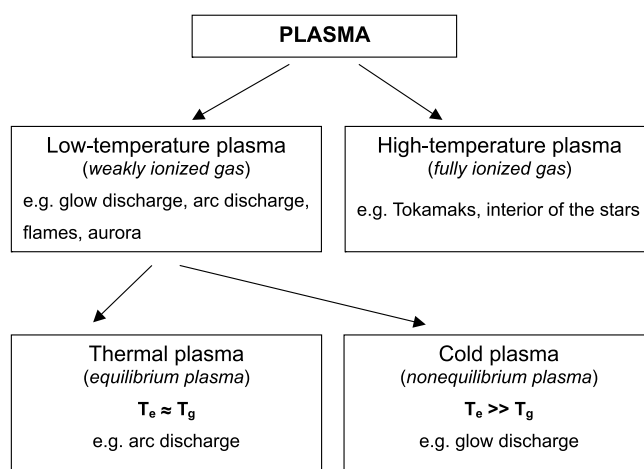 PLASMA
Low-temperature plasma
(weakly ionized gas)
e.g. glow discharge, arc discharge,
flames, aurora
High-temperature plasma
(fully ionized gas)
e.g. Tokamaks, interior of the stars
Thermal plasma
(equilibrium plasma)
Te ≈ Tg
e.g. arc discharge
Cold plasma
(nonequilibrium plasma)
Te >> Tg
e.g. glow discharge